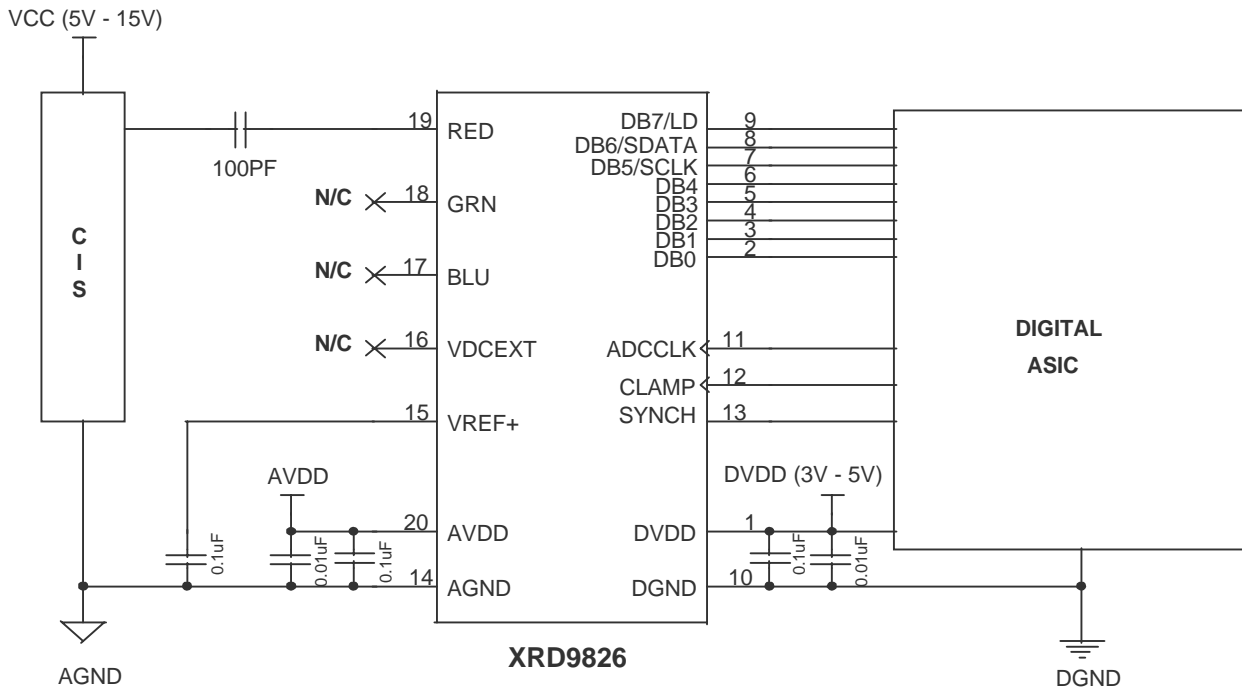 VCC (5V - 15V)
C
I
S
100PF
19
RED
N/C
18
GRN
N/C
17
BLU
N/C
16
VDCEXT
15
VREF+
AVDD
20
AVDD
14
AGND
0.1uF
0.01uF
0.1uF
AGND
DB7/LD
9
DB6/SDATA
8
DB5/SCLK
7
DB4
6
DB3
5
DB2
4
DB1
3
DB0
2
ADCCLK
11
CLAMP
12
SYNCH
13
DVDD (3V - 5V)
DVDD
1
DGND
10
0.1uF
0.01uF
XRD9826
DIGITAL
ASIC
DGND